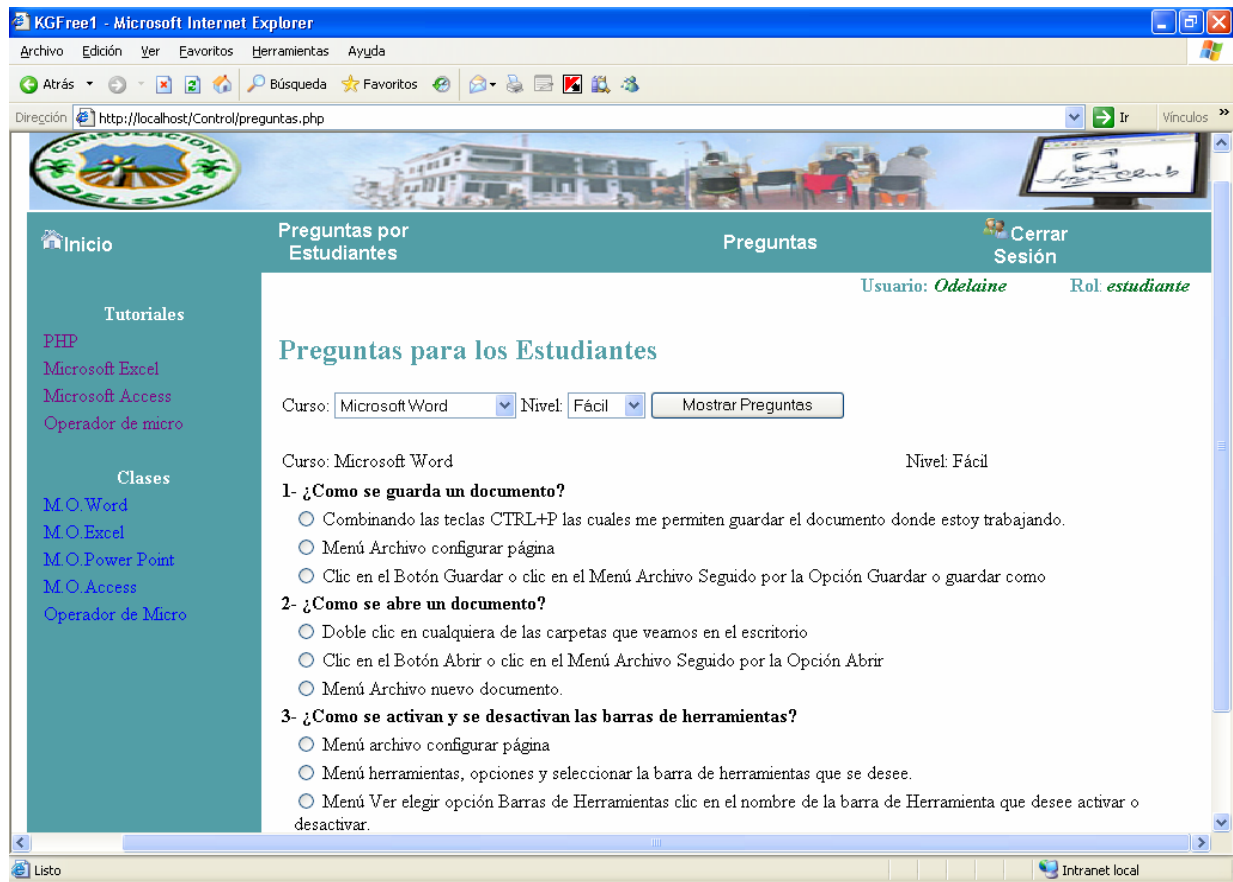 KGFree1 - Microsoft Internet Explorer
Archivo Edición Ver Favoritos Herramientas Ayuda
Atrás Búsqueda Favoritos
Dirección http://localhost/Control/preguntas.php Ir Vínculos »
CONSOLACION
DEL SUR
Joven Club
Inicio
Preguntas por
Estudiantes
Preguntas
Cerrar
Sesión
Usuario: Odelaine Rol: estudiante
Tutoriales
PHP
Microsoft Excel
Microsoft Access
Operador de micro
Clases
M.O.Word
M.O.Excel
M.O.Power Point
M.O.Access
Operador de Micro
Preguntas para los Estudiantes
Curso: Microsoft Word Nivel: Fácil Mostrar Preguntas
Curso: Microsoft Word Nivel: Fácil
1- ¿Como se guarda un documento?
Combinando las teclas CTRL+P las cuales me permiten guardar el documento donde estoy trabajando.
Menú Archivo configurar página
Clic en el Botón Guardar o clic en el Menú Archivo Seguido por la Opción Guardar o guardar como
2- ¿Como se abre un documento?
Doble clic en cualquiera de las carpetas que veamos en el escritorio
Clic en el Botón Abrir o clic en el Menú Archivo Seguido por la Opción Abrir
Menú Archivo nuevo documento.
3- ¿Como se activan y se desactivan las barras de herramientas?
Menú archivo configurar página
Menú herramientas, opciones y seleccionar la barra de herramientas que se desee.
Menú Ver elegir opción Barras de Herramientas clic en el nombre de la barra de Herramienta que desee activar o
desactivar.
Listo Intranet local